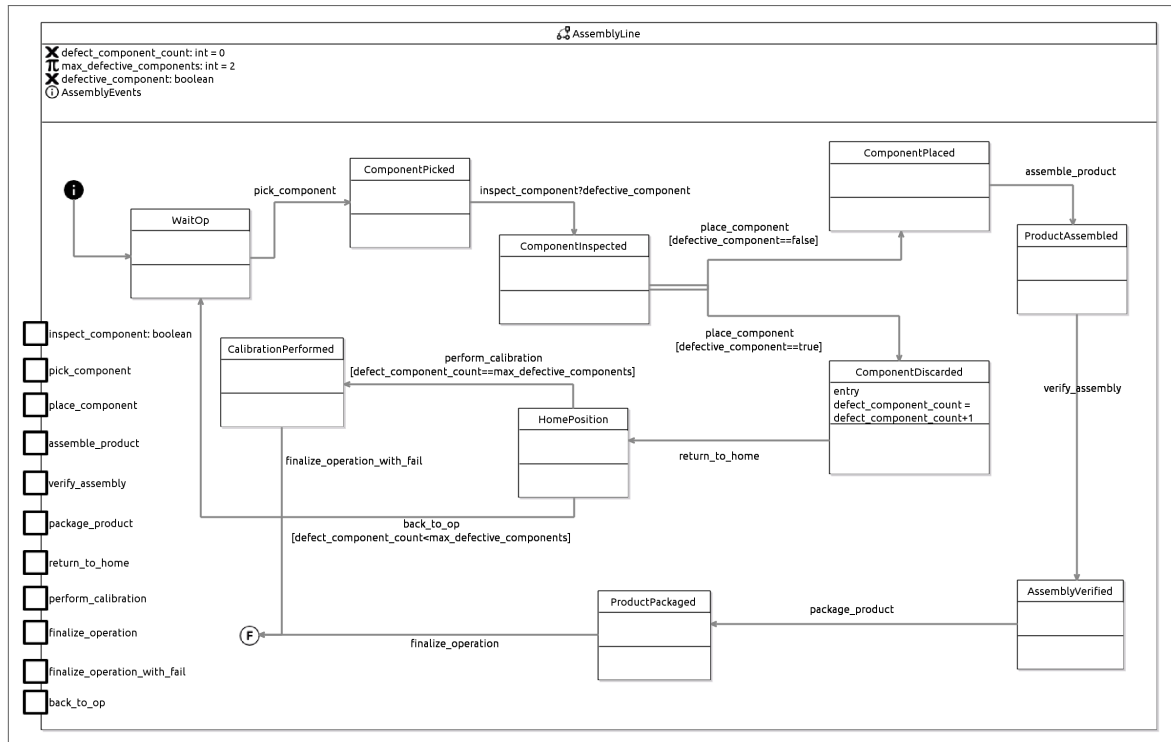 AssemblyLine
defect_component_count: int = 0
max_defective_components: int = 2
defective_component: boolean
i AssemblyEvents
i
WaitOp
pick_component
ComponentPicked
inspect_component?defective_component
ComponentInspected
place_component
[defective_component==false]
ComponentPlaced
assemble_product
ProductAssembled
place_component
[defective_component==true]
ComponentDiscarded
entry
defect_component_count =
defect_component_count+1
verify_assembly
return_to_home
HomePosition
perform_calibration
[defect_component_count==max_defective_components]
CalibrationPerformed
finalize_operation_with_fail
back_to_op
[defect_component_count<max_defective_components]
AssemblyVerified
package_product
ProductPackaged
finalize_operation
F
inspect_component: boolean
pick_component
place_component
assemble_product
verify_assembly
package_product
return_to_home
perform_calibration
finalize_operation
finalize_operation_with_fail
back_to_op